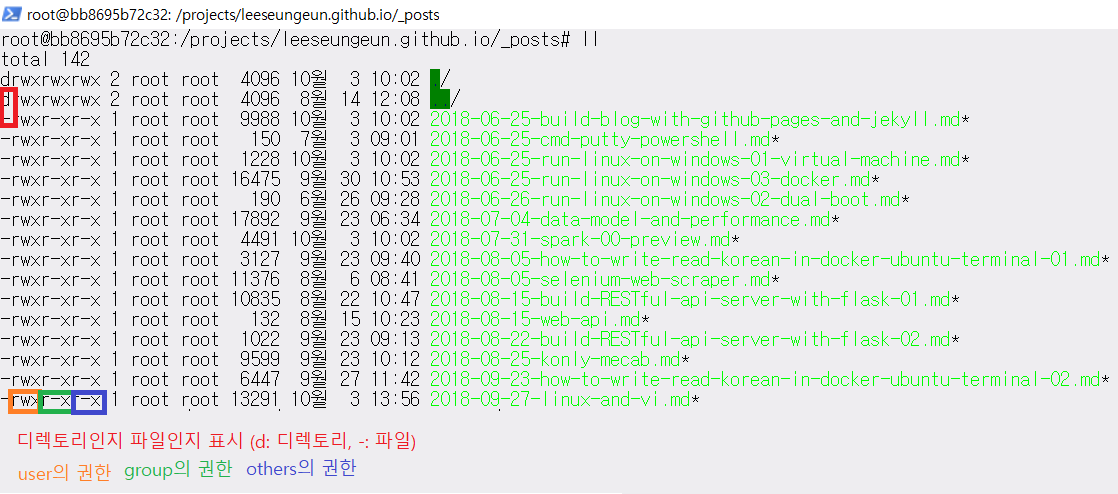 root@bb8695b72c32: /projects/leeseungeun.github.io/_posts
root@bb8695b72c32:/projects/leeseungeun.github.io/_posts# ll
total 142
drwxrwxrwx 2 root root 4096 10월 3 10:02 ./
drwxrwxrwx 2 root root 4096 8월 14 12:08 ../
-rwxr-xr-x 1 root root 9988 10월 3 10:02 2018-06-25-build-blog-with-github-pages-and-jekyll.md*
-rwxr-xr-x 1 root root 150 7월 3 09:01 2018-06-25-cmd-putty-powershell.md*
-rwxr-xr-x 1 root root 1228 10월 3 10:02 2018-06-25-run-linux-on-windows-01-virtual-machine.md*
-rwxr-xr-x 1 root root 16475 9월 30 10:53 2018-06-25-run-linux-on-windows-03-docker.md*
-rwxr-xr-x 1 root root 190 6월 26 09:28 2018-06-26-run-linux-on-windows-02-dual-boot.md*
-rwxr-xr-x 1 root root 17892 9월 23 06:34 2018-07-04-data-model-and-performance.md*
-rwxr-xr-x 1 root root 4491 10월 3 10:02 2018-07-31-spark-00-preview.md*
-rwxr-xr-x 1 root root 3127 9월 23 09:40 2018-08-05-how-to-write-read-korean-in-docker-ubuntu-terminal-01.md*
-rwxr-xr-x 1 root root 11376 8월 6 08:41 2018-08-05-selenium-web-scraper.md*
-rwxr-xr-x 1 root root 10835 8월 22 10:47 2018-08-15-build-RESTful-api-server-with-flask-01.md*
-rwxr-xr-x 1 root root 132 8월 15 10:23 2018-08-15-web-api.md*
-rwxr-xr-x 1 root root 1022 9월 23 09:13 2018-08-22-build-RESTful-api-server-with-flask-02.md*
-rwxr-xr-x 1 root root 9599 9월 23 10:12 2018-08-25-konly-mecab.md*
-rwxr-xr-x 1 root root 6447 9월 27 11:42 2018-09-23-how-to-write-read-korean-in-docker-ubuntu-terminal-02.md*
-rwxr-xr-x 1 root root 13291 10월 3 13:56 2018-09-27-linux-and-vi.md*
디렉토리인지 파일인지 표시 (d: 디렉토리, -: 파일)
user의 권한 group의 권한 others의 권한